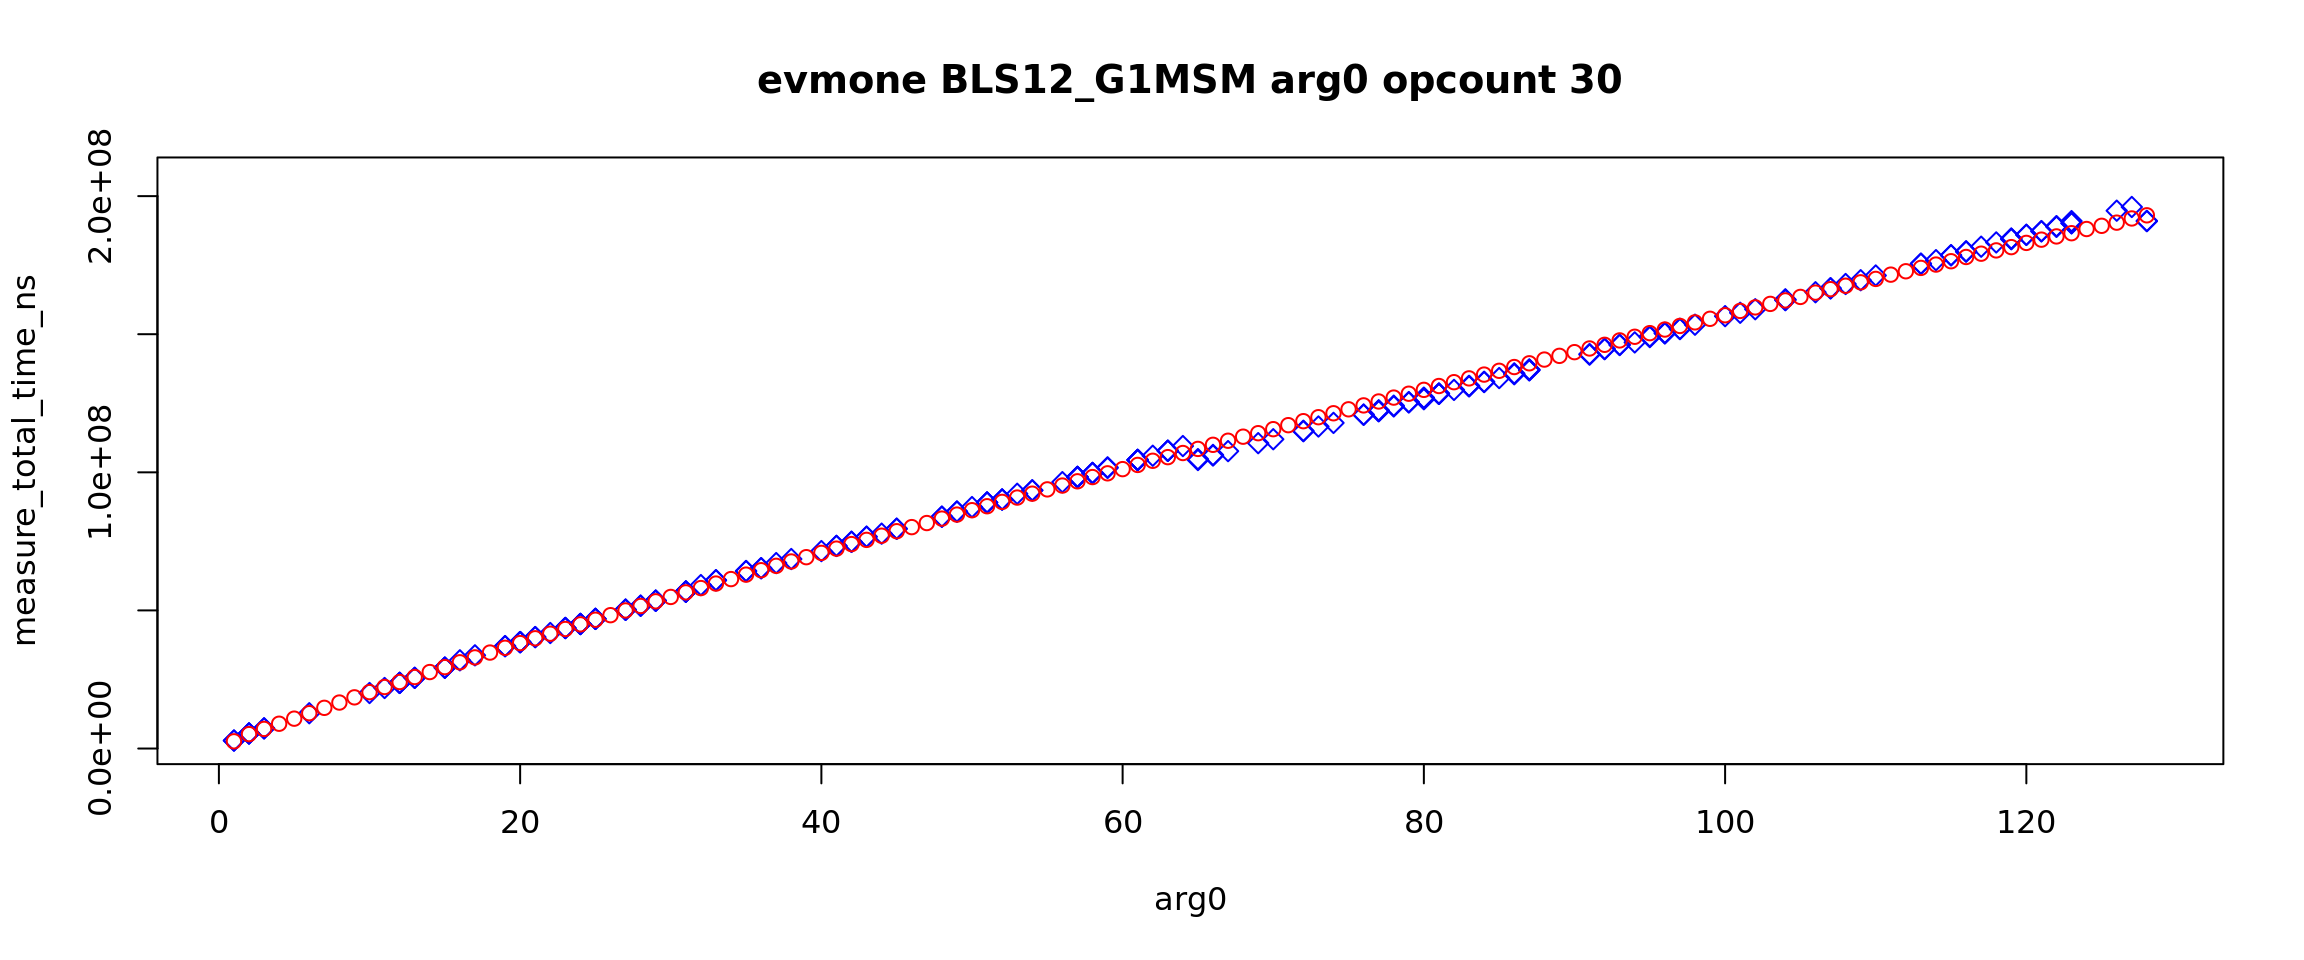 evmone BLS12_G1MSM arg0 opcount 30
measure_total_time_ns
2.0e+08
1.0e+08
0.0e+00
0 20 40 60 80 100 120
arg0